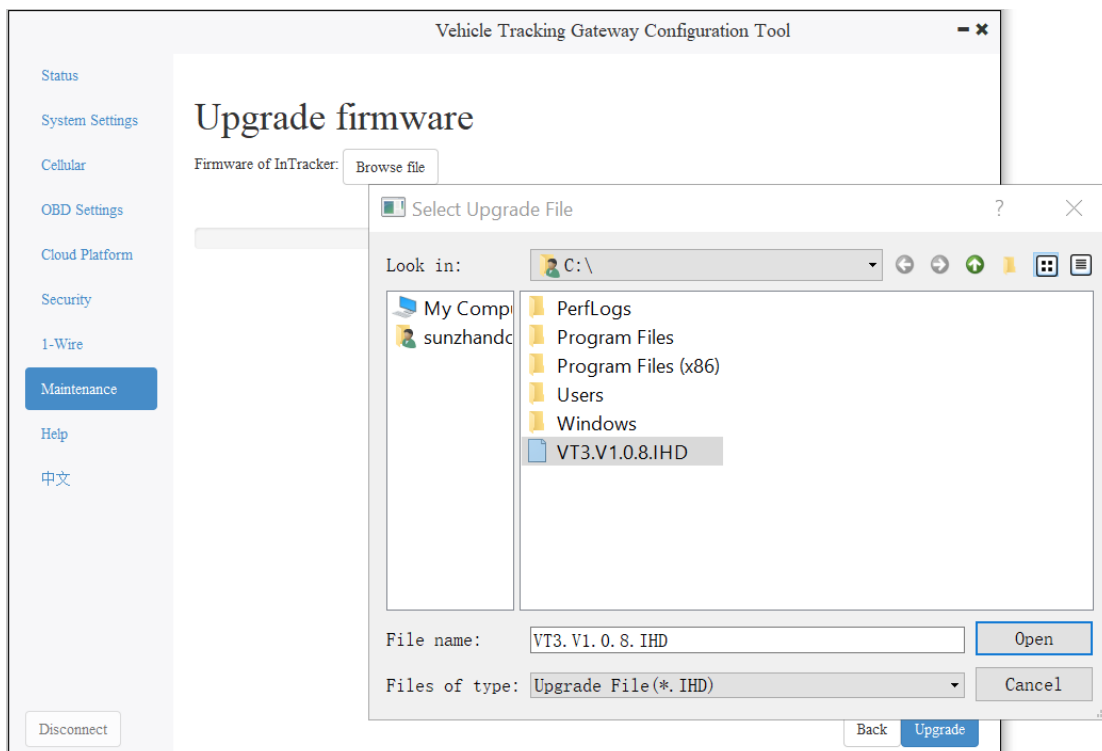 Vehicle Tracking Gateway Configuration Tool
Status
System Settings
Cellular
OBD Settings
Cloud Platform
Security
1-Wire
Maintenance
Help
中文
Disconnect
Upgrade firmware
Firmware of InTracker: Browse file
Select Upgrade File
?
Look in: C:\
My Compu
sunzhandc
PerfLogs
Program Files
Program Files (x86)
Users
Windows
VT3.V1.0.8.IHD
File name: VT3.V1.0.8.IHD Open
Files of type: Upgrade File(*.IHD) Cancel
Back Upgrade